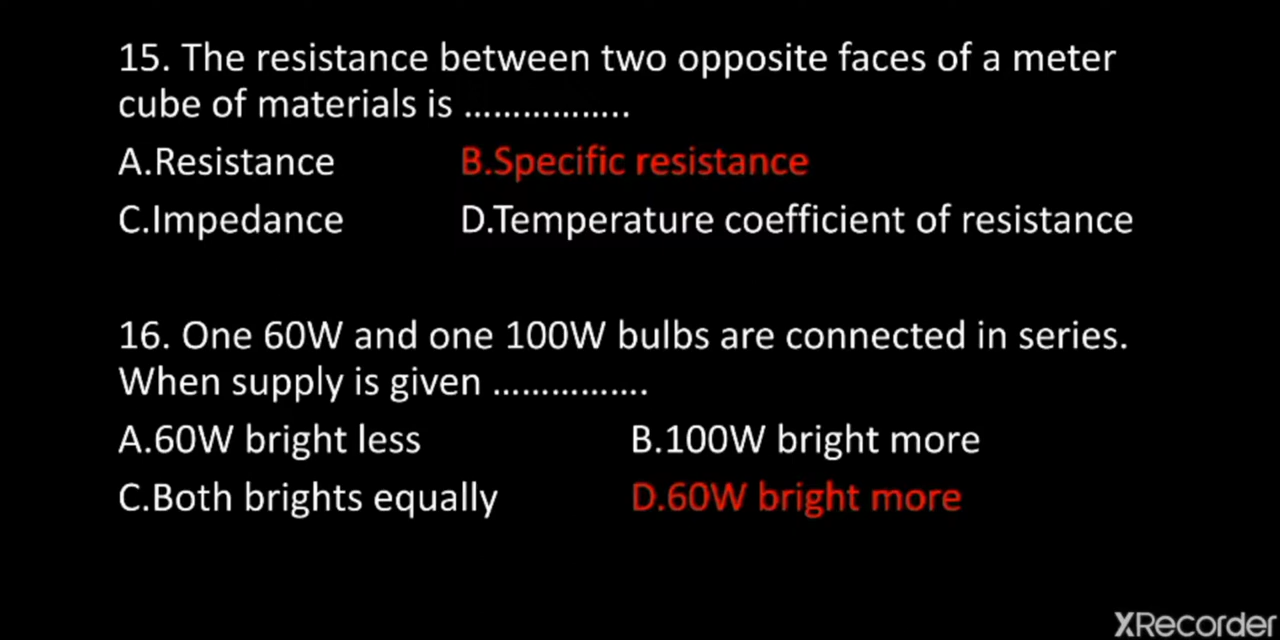 15. The resistance between two opposite faces of a meter
cube of materials is ................
A.Resistance B.Specific resistance
C.Impedance D.Temperature coefficient of resistance
16. One 60W and one 100W bulbs are connected in series.
When supply is given ...............
A.60W bright less B.100W bright more
C.Both brights equally D.60W bright more
XRecorder